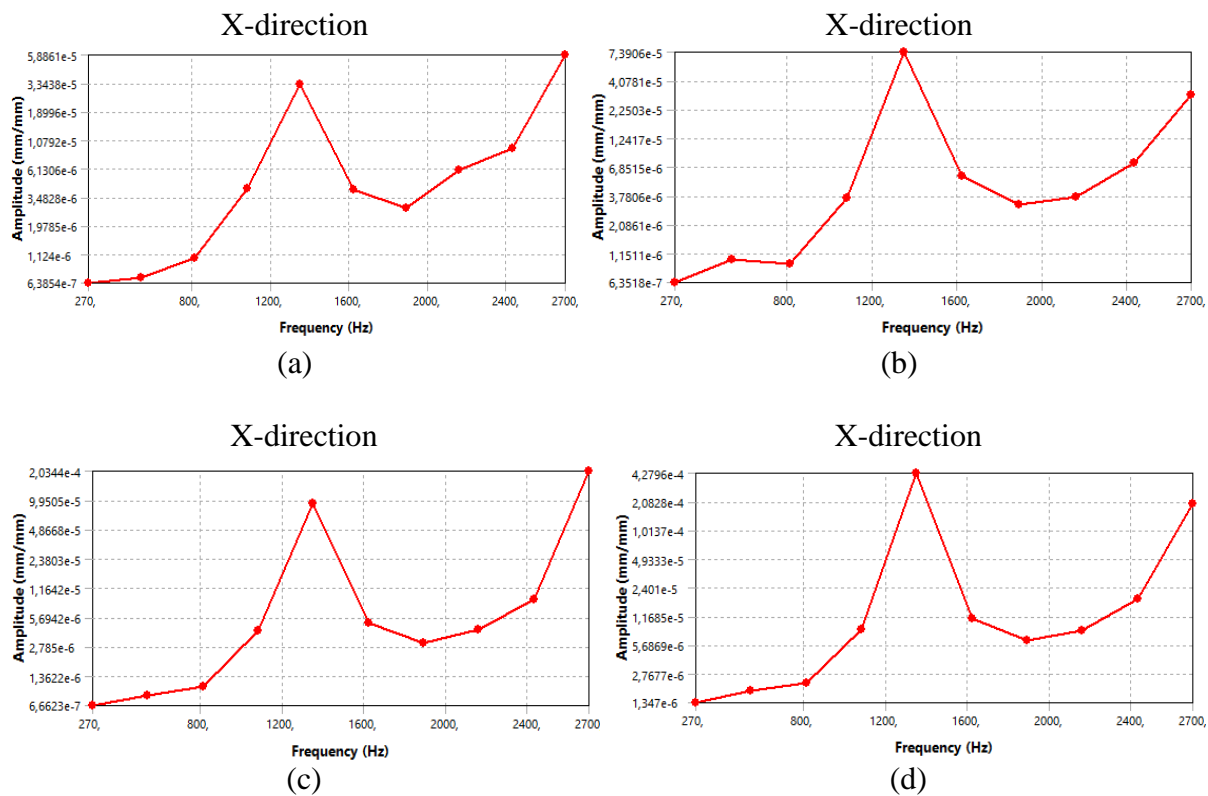 X-direction
5,8861e-5
3,3438e-5
1,8996e-5
1,0792e-5
6,1306e-6
3,4828e-6
1,9785e-6
1,124e-6
6,3854e-7
Amplitude (mm/mm)
270, 800, 1200, 1600, 2000, 2400, 2700,
Frequency (Hz)
(a)
X-direction
7,3906e-5
4,0781e-5
2,2503e-5
1,2417e-5
6,8515e-6
3,7806e-6
2,0861e-6
1,1511e-6
6,3518e-7
Amplitude (mm/mm)
270, 800, 1200, 1600, 2000, 2400, 2700,
Frequency (Hz)
(b)
X-direction
2,0344e-4
9,9505e-5
4,8668e-5
2,3803e-5
1,1642e-5
5,6942e-6
2,785e-6
1,3622e-6
6,6623e-7
Amplitude (mm/mm)
270, 800, 1200, 1600, 2000, 2400 2700
Frequency (Hz)
(c)
X-direction
4,2796e-4
2,0828e-4
1,0137e-4
4,9333e-5
2,401e-5
1,1685e-5
5,6869e-6
2,7677e-6
1,347e-6
Amplitude (mm/mm)
270, 800, 1200, 1600, 2000, 2400, 2700,
Frequency (Hz)
(d)